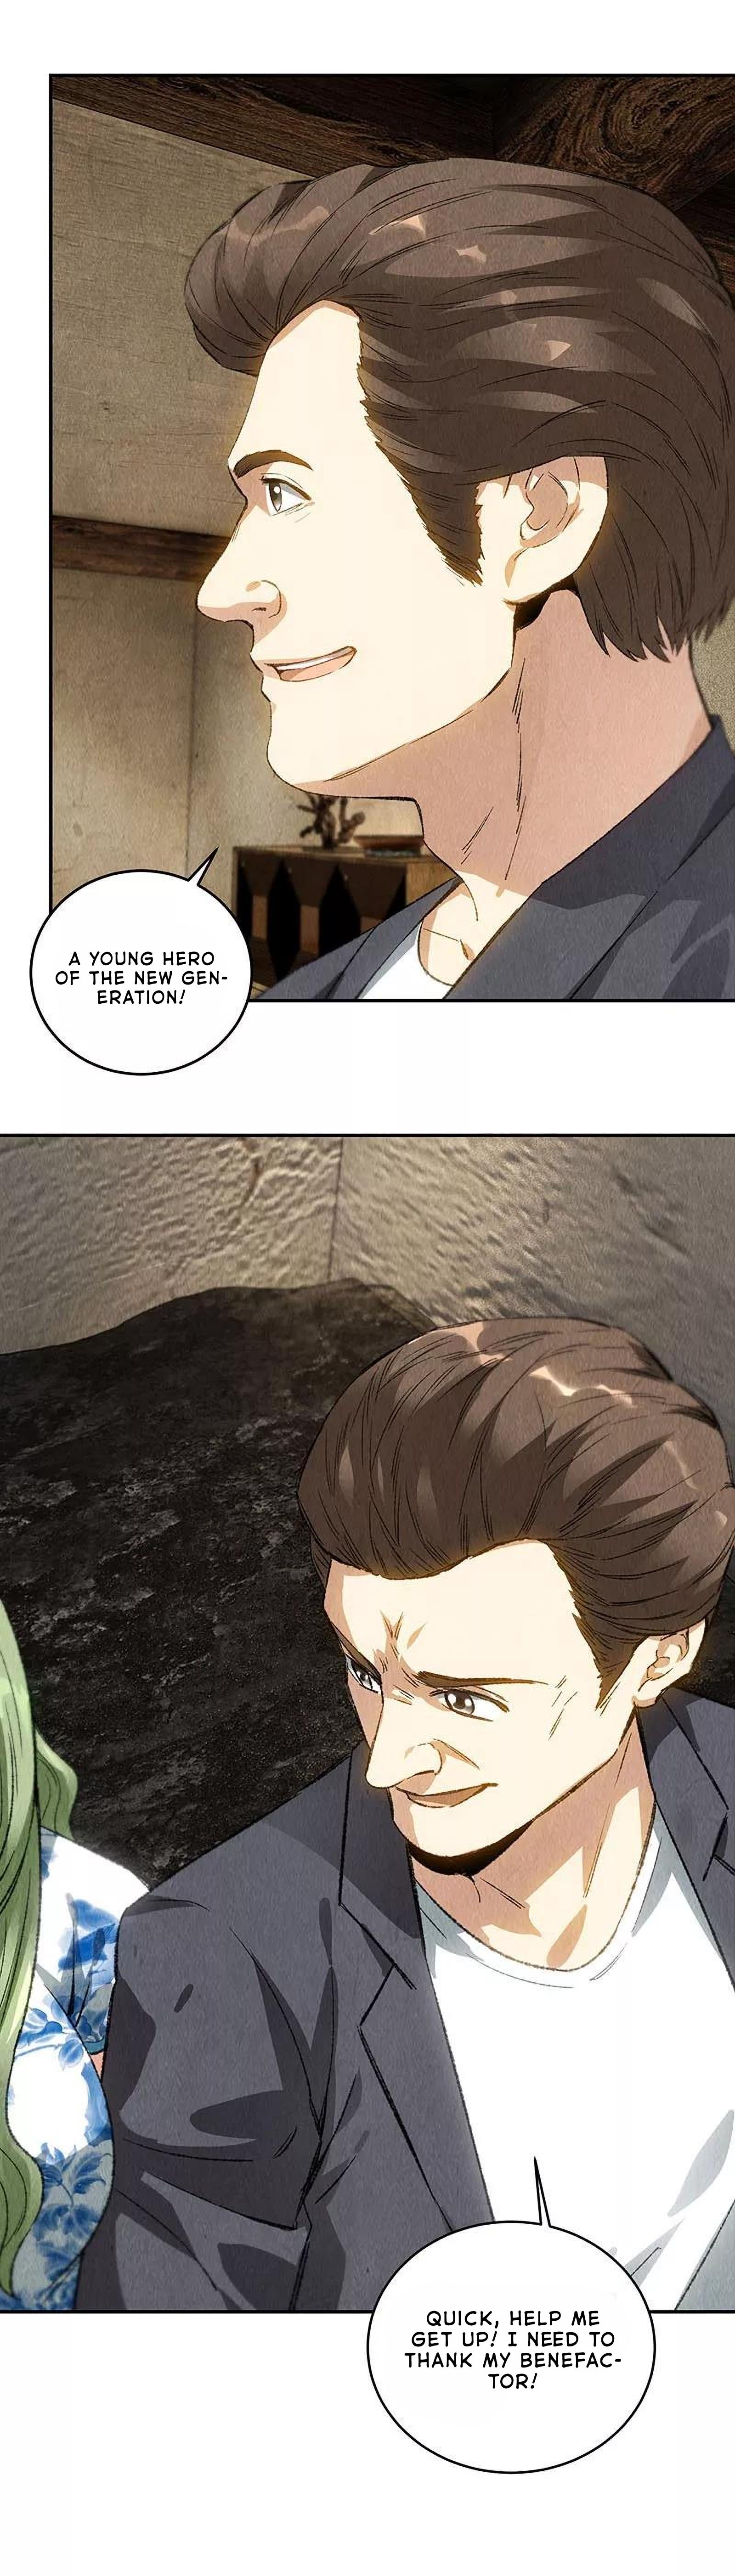 A YOUNG HERO
OF THE NEW GEN-
ERATION!
QUICK, HELP ME
GET UP! I NEED TO
THANK MY BENEFAC-
TOR!